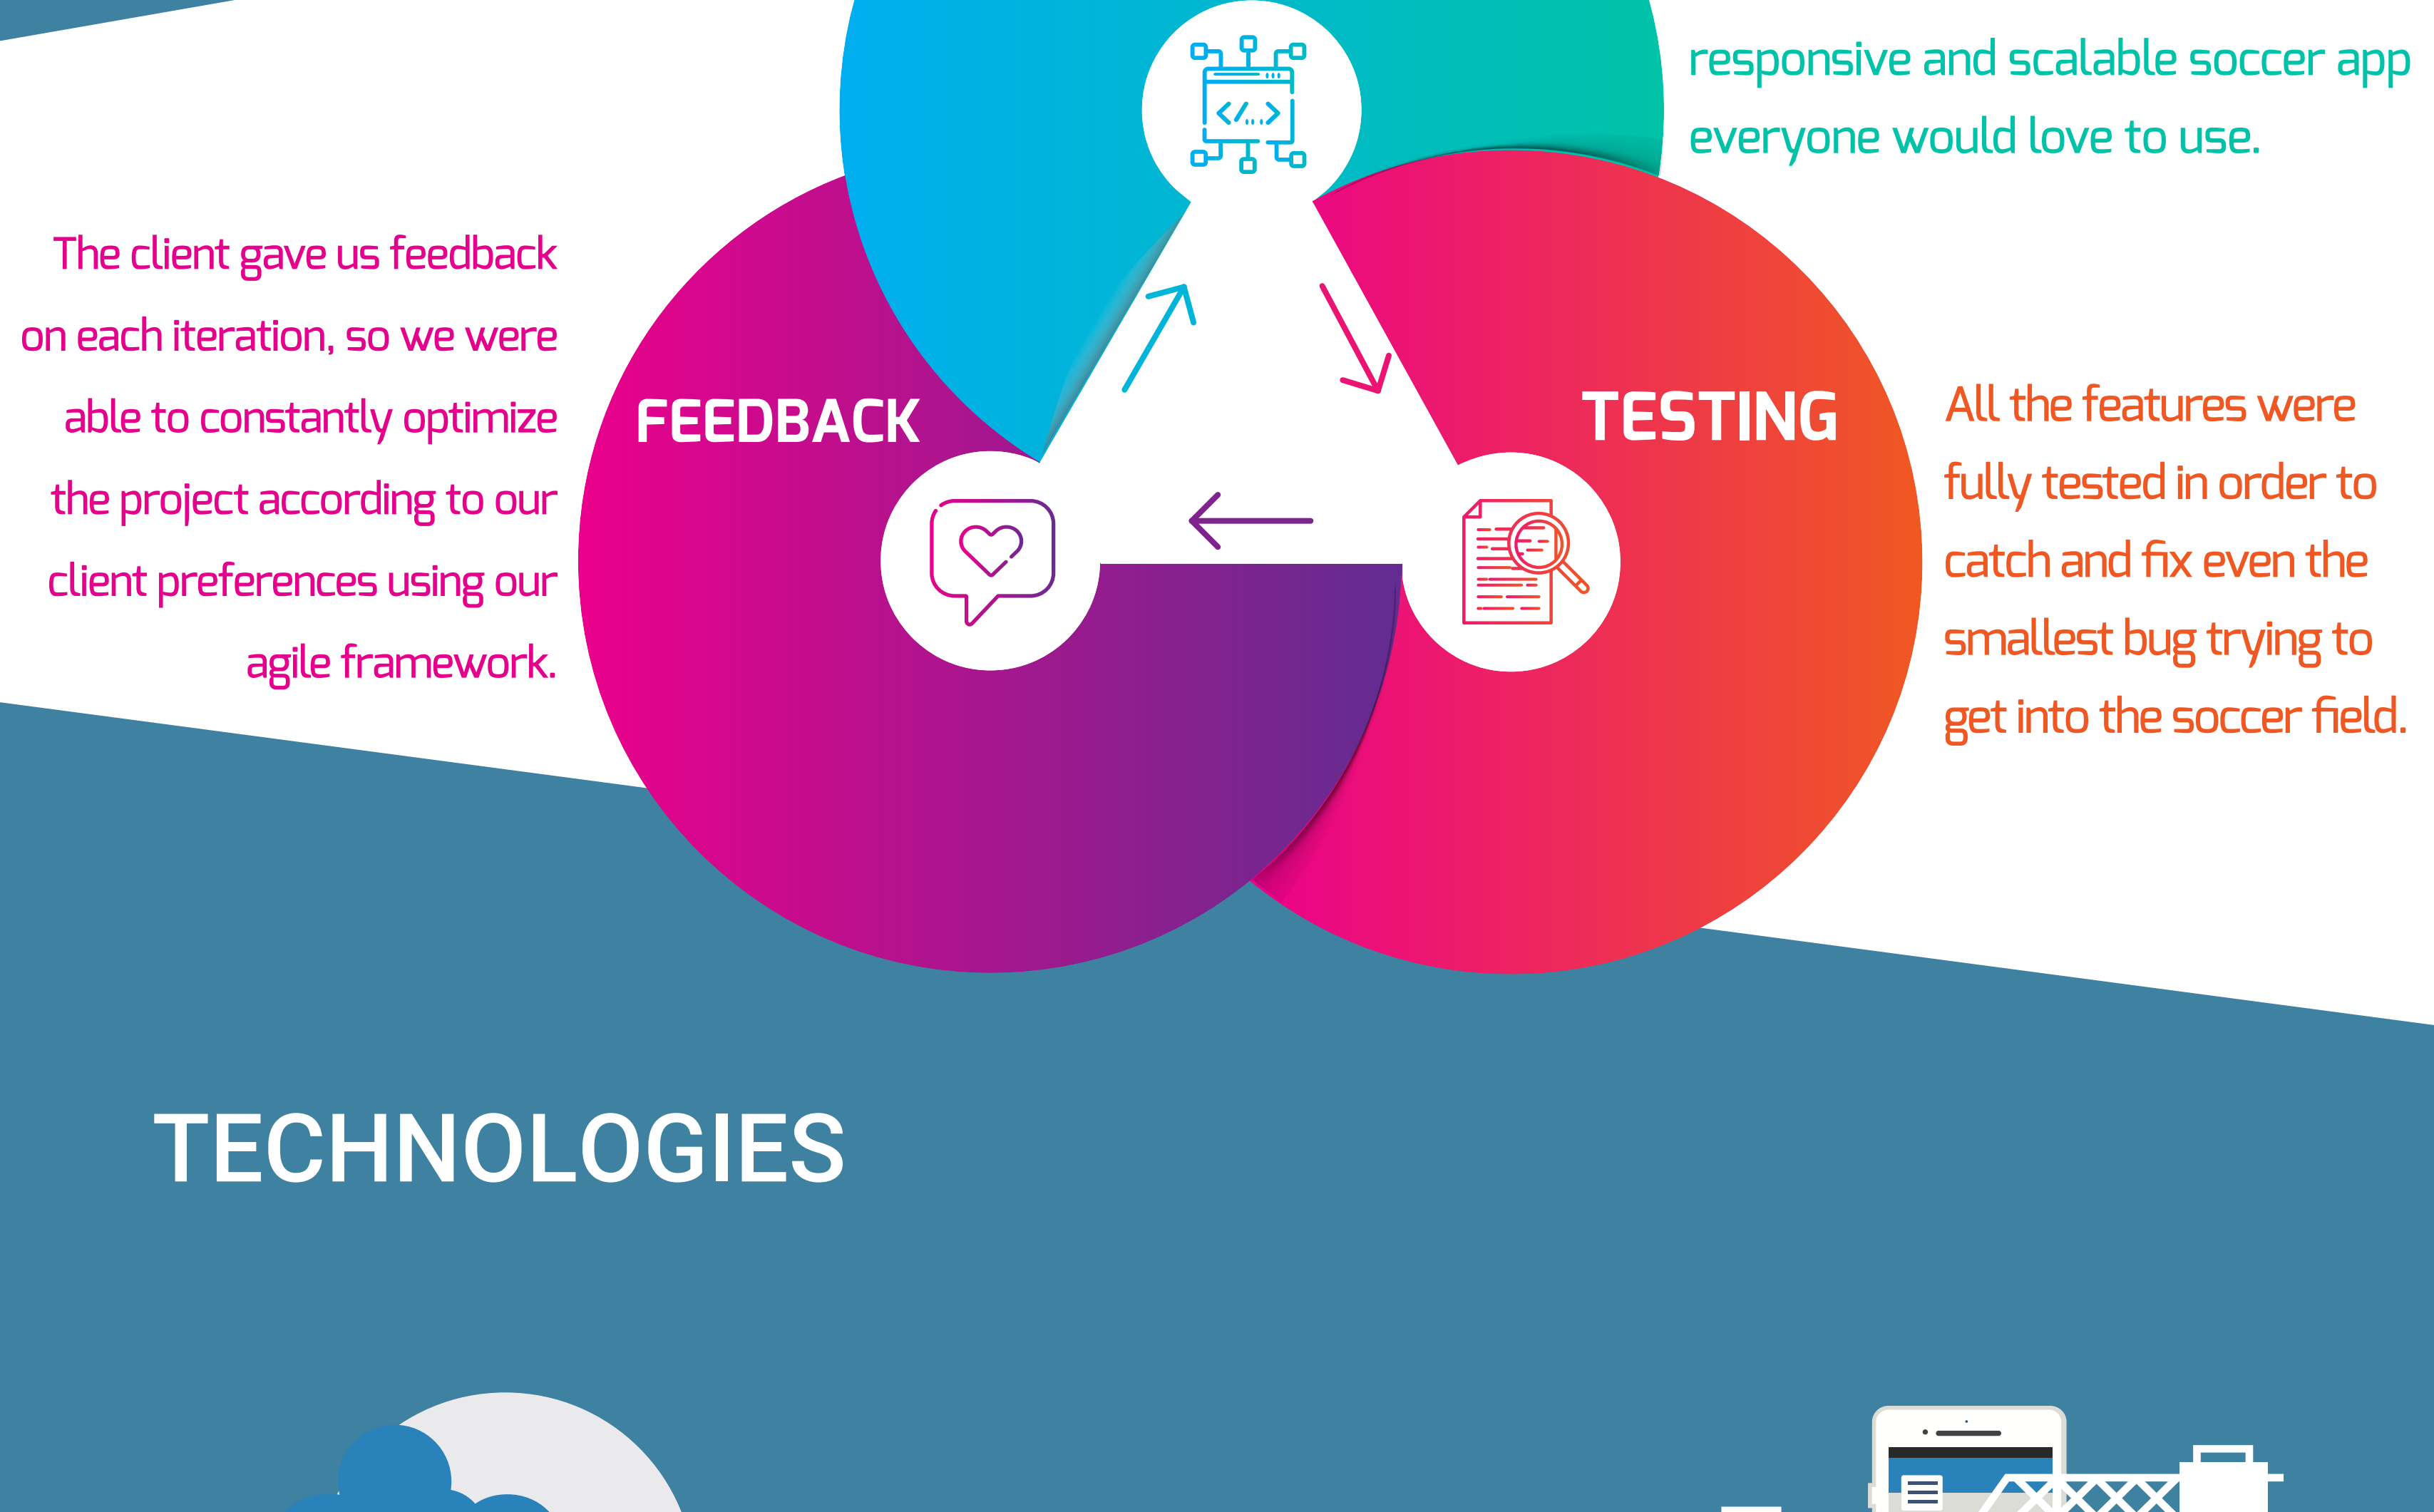 responsive and scalable soccer app
everyone would love to use.
The client gave us feedback
on each iteration, so we were
able to constantly optimize
the project according to our
client preferences using our
agile framework.
FEEDBACK
TESTING
All the features were
fully tested in order to
catch and fix even the
smallest bug trying to
get into the soccer field.
TECHNOLOGIES